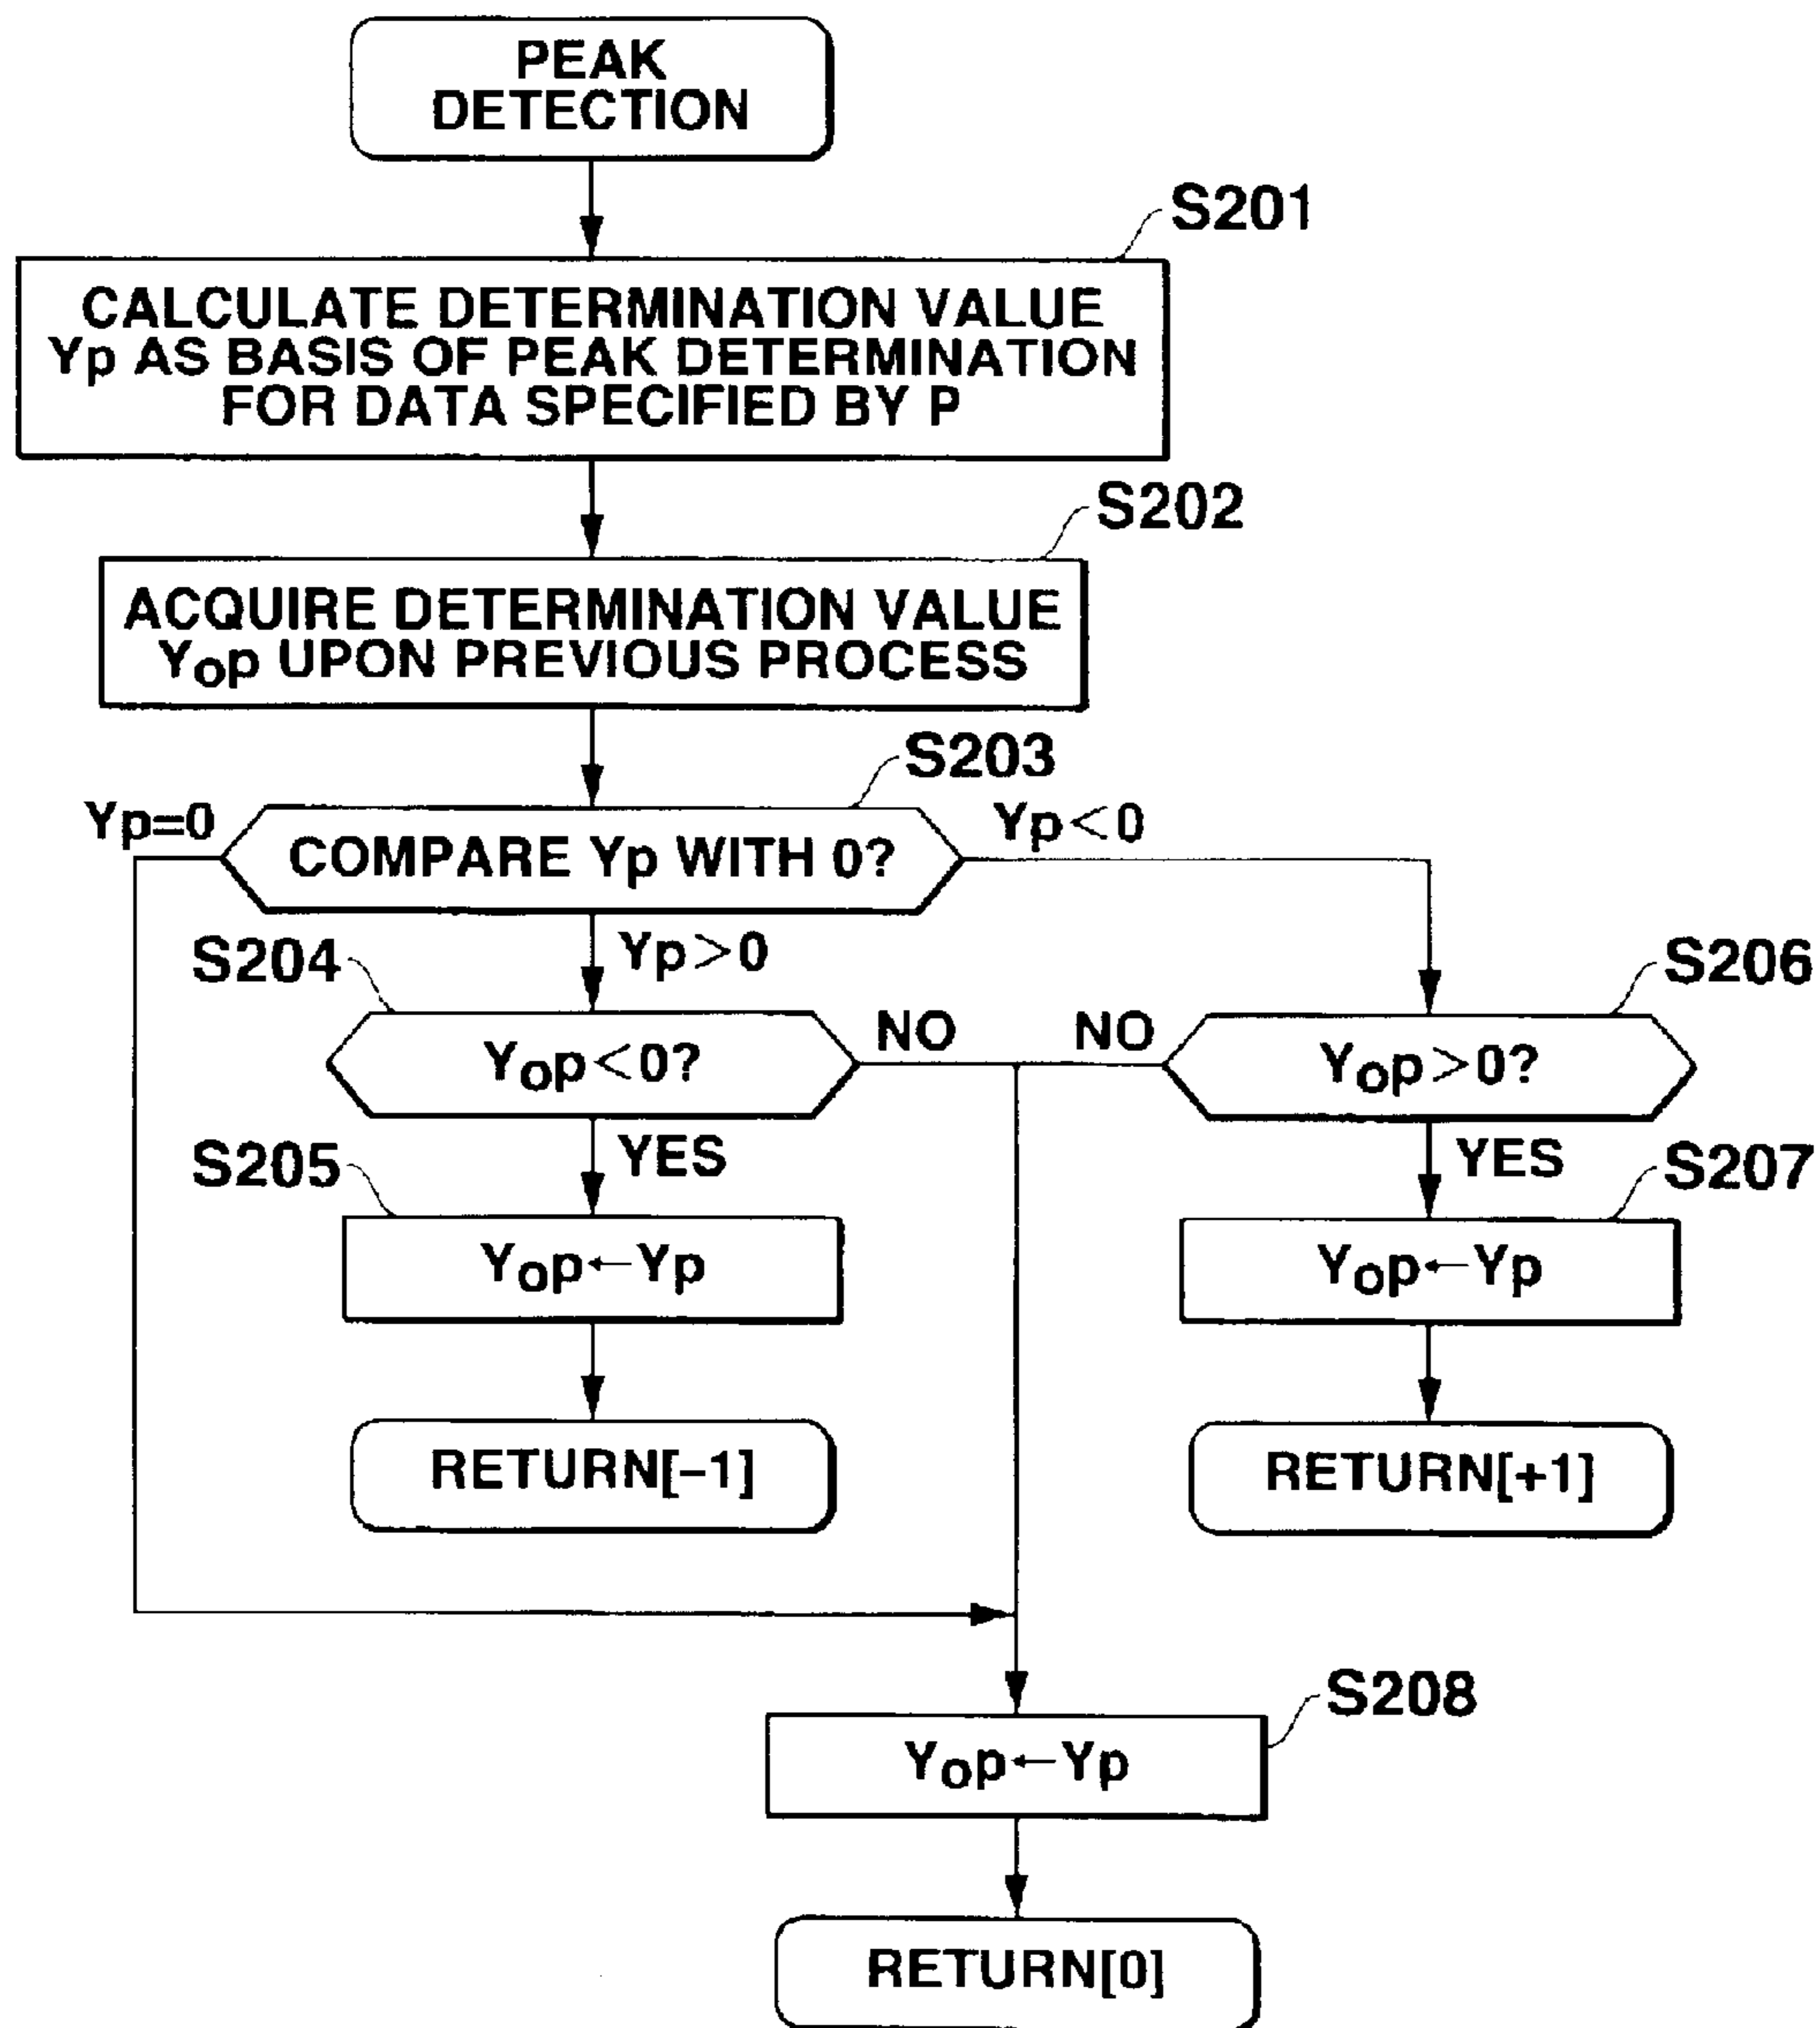 PEAK
DETECTION
S201
CALCULATE DETERMINATION VALUE
Yp AS BASIS OF PEAK DETERMINATION
FOR DATA SPECIFIED BY P
S202
ACQUIRE DETERMINATION VALUE
Yop UPON PREVIOUS PROCESS
S203
Yp=0
COMPARE Yp WITH 0?
Yp<0
S204
Yp>0
S206
Yop<0?
NO
NO
Yop>0?
S205
YES
YES
S207
Yop←Yp
Yop←Yp
RETURN[-1]
RETURN[+1]
S208
Yop←Yp
RETURN[0]